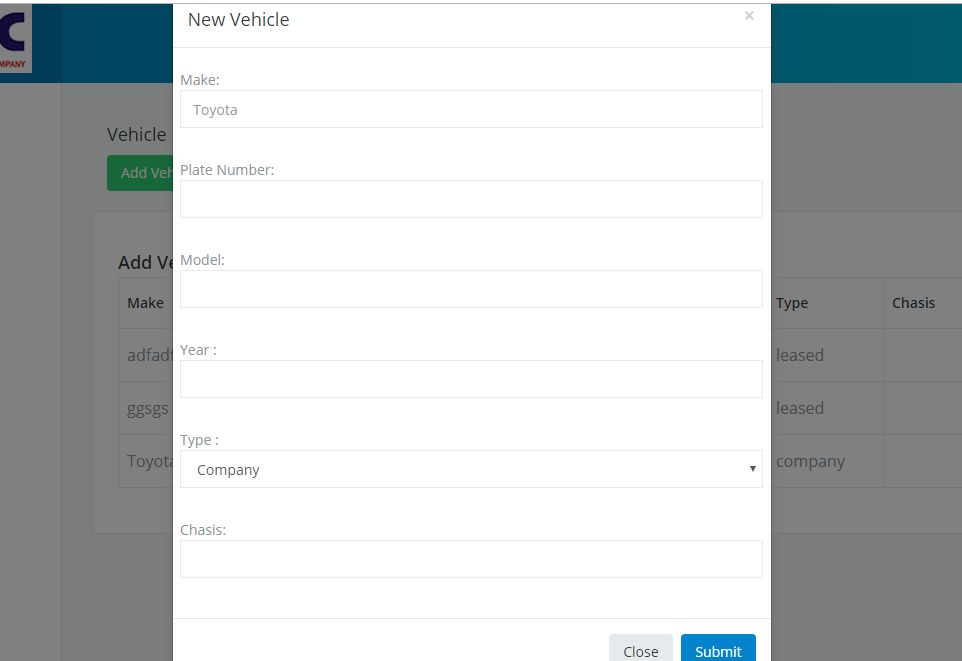 New Vehicle ×
C
MPANY
Make:
Toyota
Vehicle
Add Veh
Plate Number:
Add Ve
Model:
Make Type Chasis
adfadf leased
Year :
ggsgs leased
Type :
Company
Toyota company
Chasis:
Close Submit